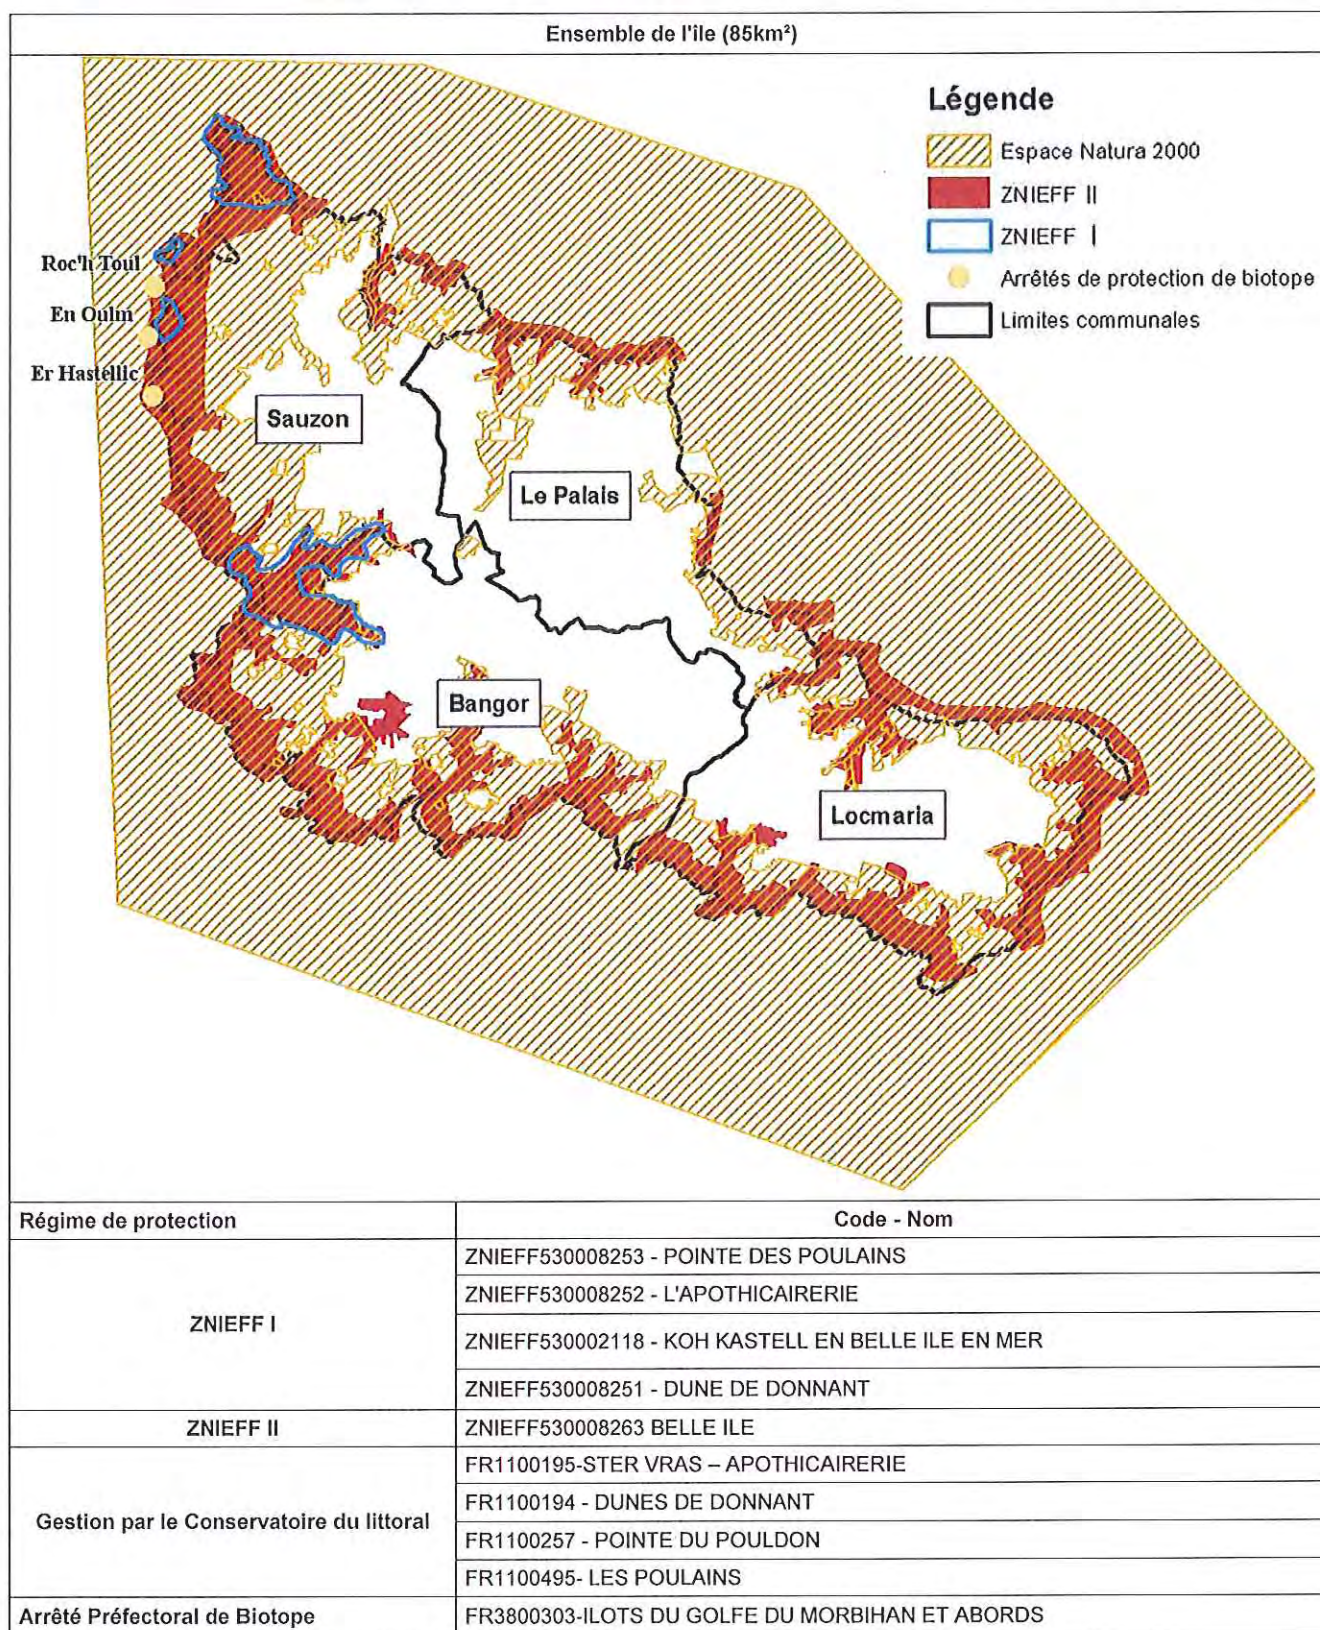 Ensemble de l'île (85km²)
Légende
Espace Natura 2000
ZNIEFF II
ZNIEFF I
Arrêtés de protection de biotope
Limites communales
Roc'h Toul
En Oulm
Er Hastellic
Sauzon
Le Palais
Bangor
Locmaria
Régime de protection
Code - Nom
ZNIEFF I
ZNIEFF530008253 - POINTE DES POULAINS
ZNIEFF530008252 - L'APOTHICAIRERIE
ZNIEFF530002118 - KOH KASTELL EN BELLE ILE EN MER
ZNIEFF530008251 - DUNE DE DONNANT
ZNIEFF II
ZNIEFF530008263 BELLE ILE
Gestion par le Conservatoire du littoral
FR1100195-STER VRAS – APOTHICAIRERIE
FR1100194 - DUNES DE DONNANT
FR1100257 - POINTE DU POULDON
FR1100495- LES POULAINS
Arrêté Préfectoral de Biotope
FR3800303-ILOTS DU GOLFE DU MORBIHAN ET ABORDS